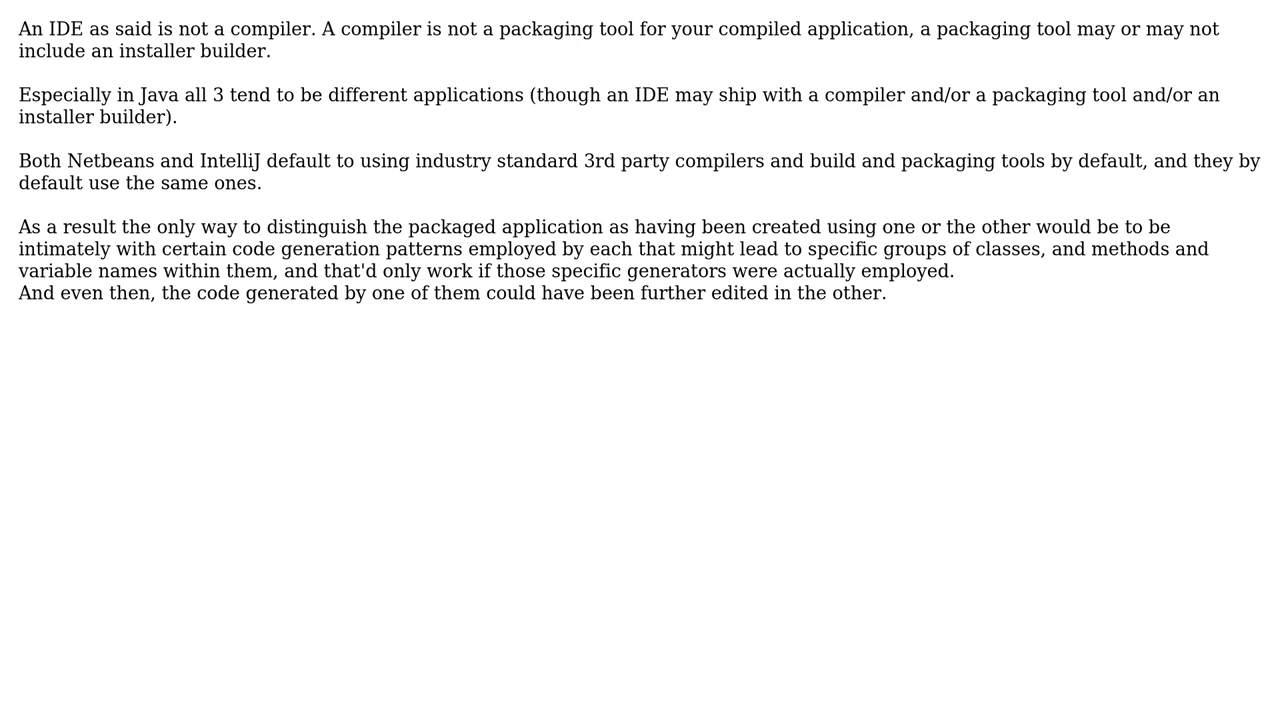 An IDE as said is not a compiler. A compiler is not a packaging tool for your compiled application, a packaging tool may or may not
include an installer builder.
Especially in Java all 3 tend to be different applications (though an IDE may ship with a compiler and/or a packaging tool and/or an
installer builder).
Both Netbeans and IntelliJ default to using industry standard 3rd party compilers and build and packaging tools by default, and they by
default use the same ones.
As a result the only way to distinguish the packaged application as having been created using one or the other would be to be
intimately with certain code generation patterns employed by each that might lead to specific groups of classes, and methods and
variable names within them, and that'd only work if those specific generators were actually employed.
And even then, the code generated by one of them could have been further edited in the other.